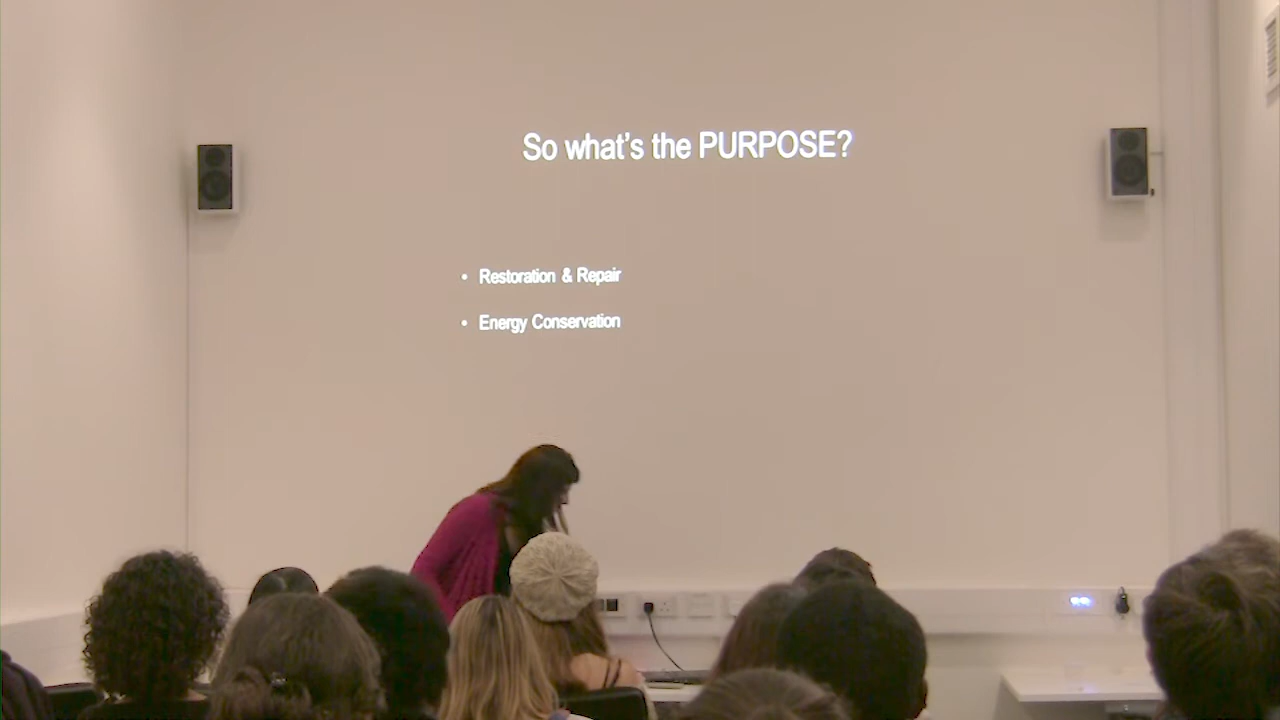 So what's the PURPOSE?
• Restoration & Repair
• Energy Conservation